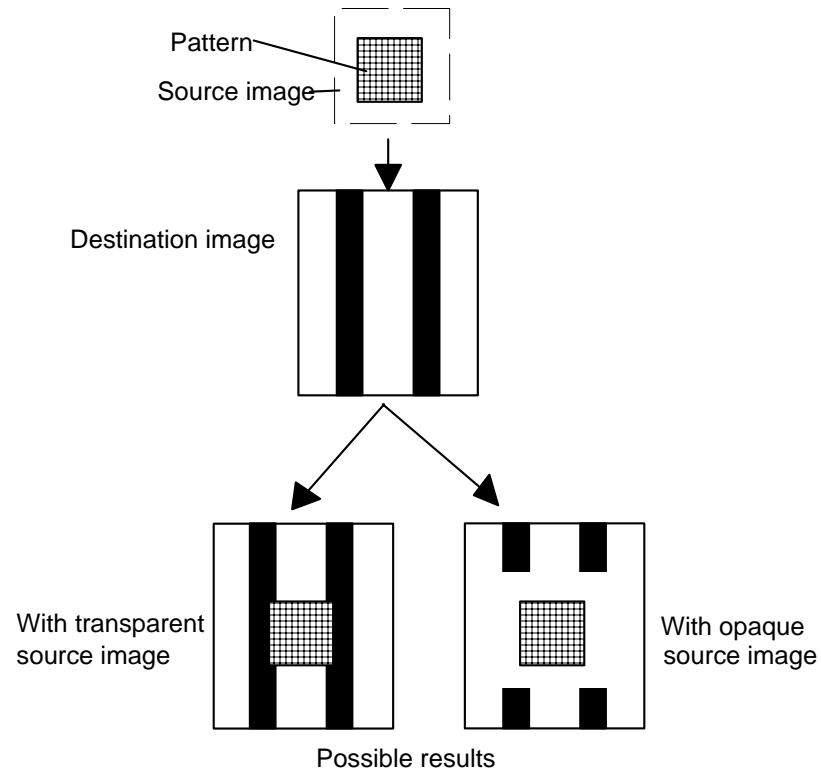 Pattern
Source image
Destination image
With transparent
source image
With opaque
source image
Possible results